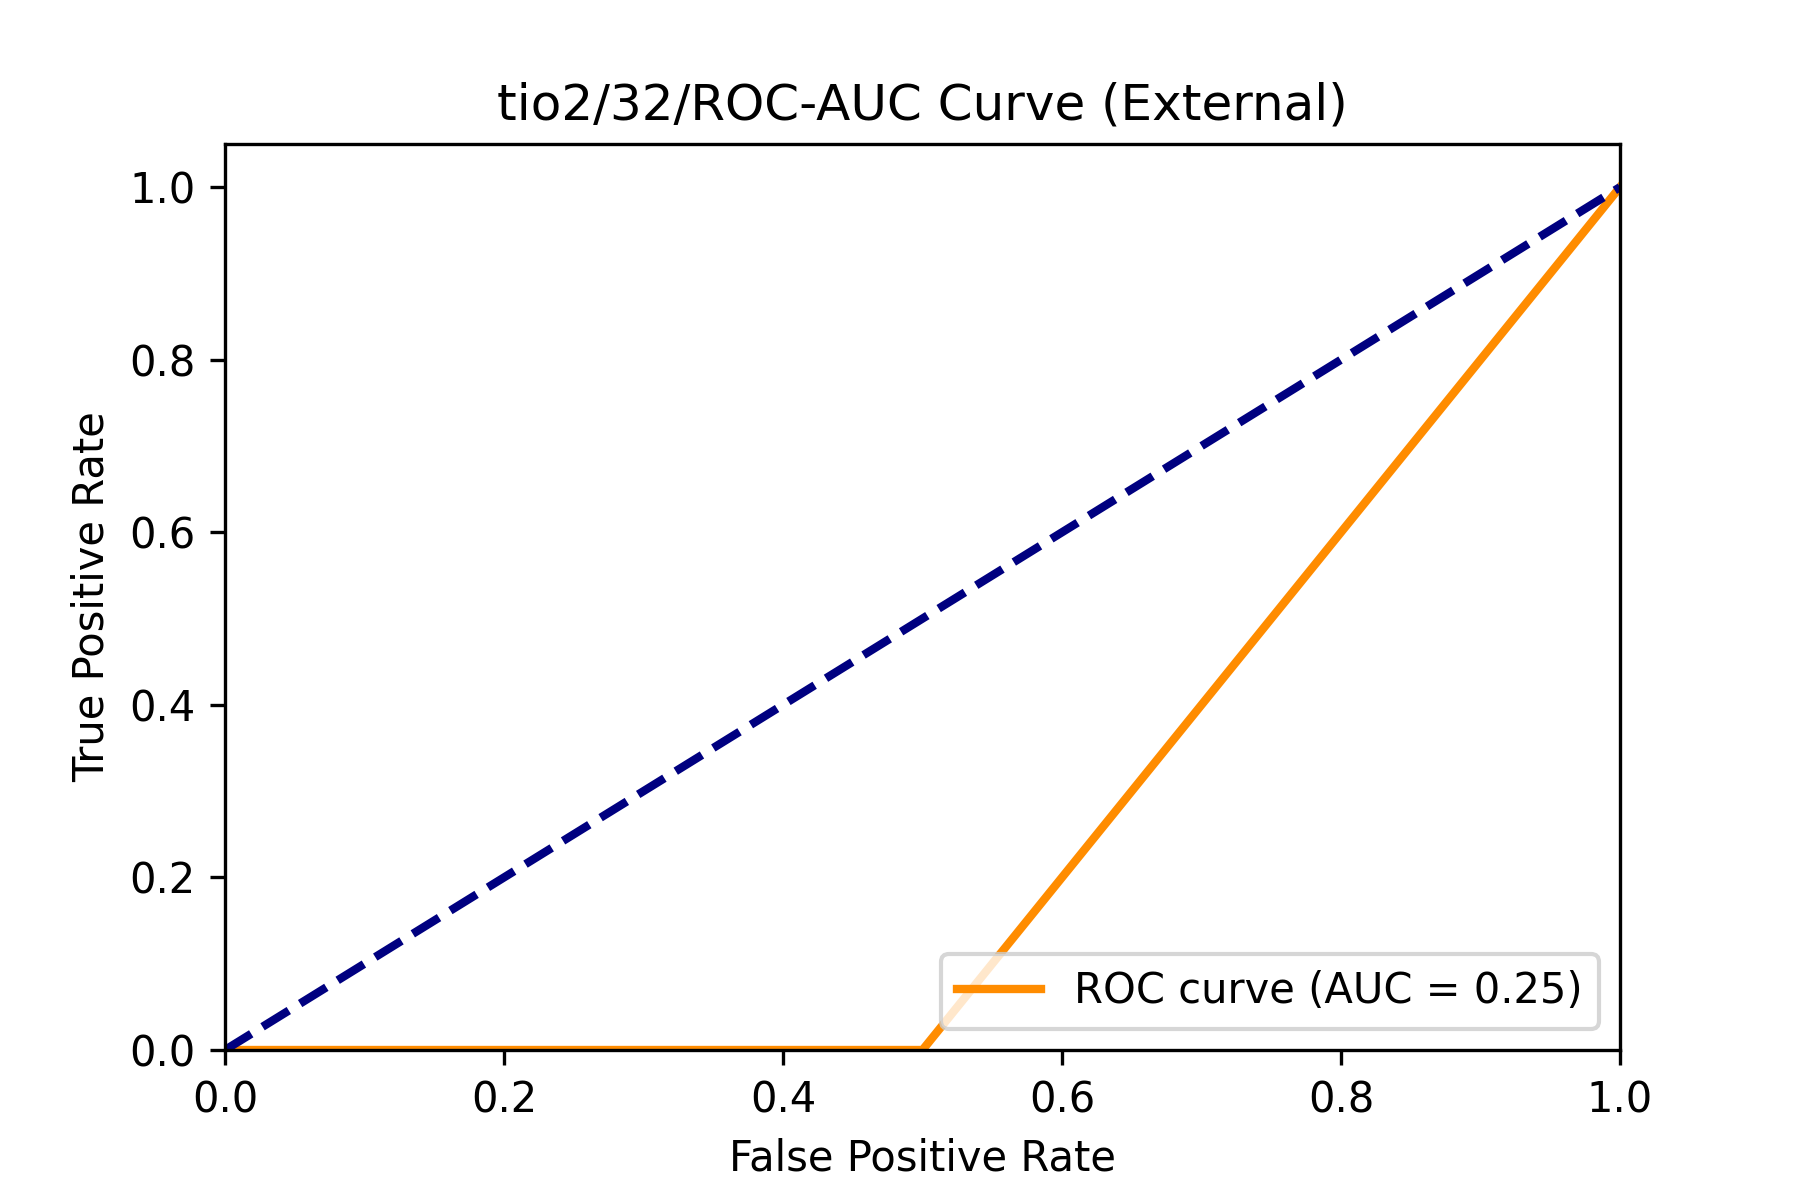 tio2/32/ROC-AUC Curve (External)
1.0
0.8
0.6
0.4
0.2
0.0
True Positive Rate
ROC curve (AUC = 0.25)
0.0 0.2 0.4 0.6 0.8 1.0
False Positive Rate